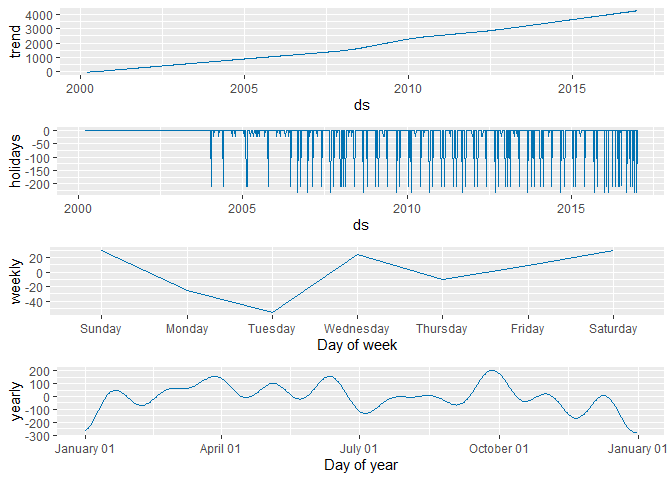 4000
3000
2000
1000
0
trend
2000 2005 2010 2015
ds
0
-50
-100
-150
-200
holidays
2000 2005 2010 2015
ds
20
0
-20
-40
weekly
Sunday Monday Tuesday Wednesday Thursday Friday Saturday
Day of week
200
100
0
-100
-200
-300
yearly
January 01 April 01 July 01 October 01 January 01
Day of year